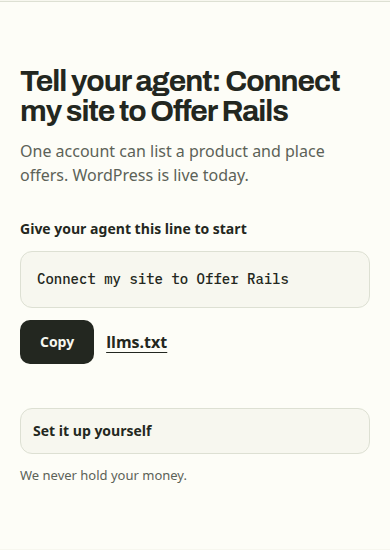 Tell your agent: Connect
my site to Offer Rails
One account can list a product and place
offers. WordPress is live today.
Give your agent this line to start
Connect my site to Offer Rails
Copy
llms.txt
Set it up yourself
We never hold your money.